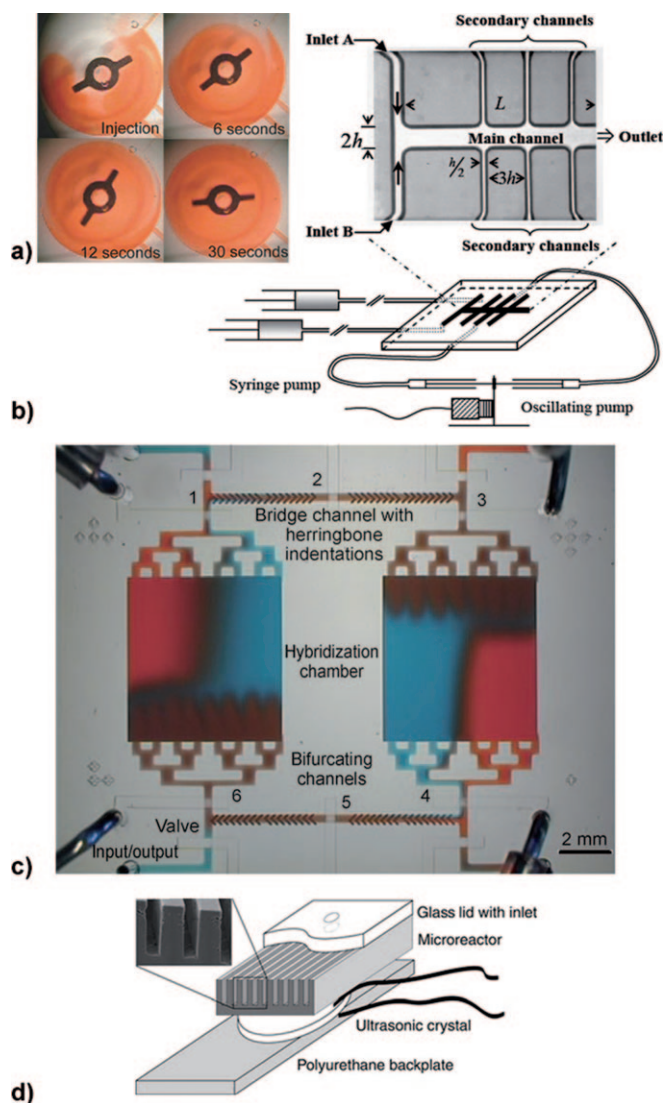 Injection
6 seconds
12 seconds
30 seconds
a)
Secondary channels
Inlet A
L
2h
Main channel
Outlet
h/2
3h
Inlet B
Secondary channels
Syringe pump
Oscillating pump
b)
1
2
3
Bridge channel with
herringbone
indentations
Hybridization
chamber
Bifurcating
channels
6
5
4
Valve
Input/output
2 mm
c)
Glass lid with inlet
Microreactor
Ultrasonic crystal
Polyurethane backplate
d)